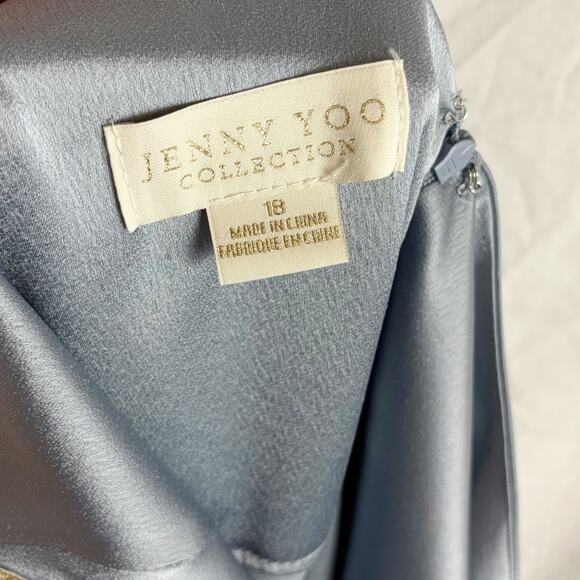 JENNY YOO
COLLECTION
18
MADE IN CHINA
FABRIQUE EN CHINE